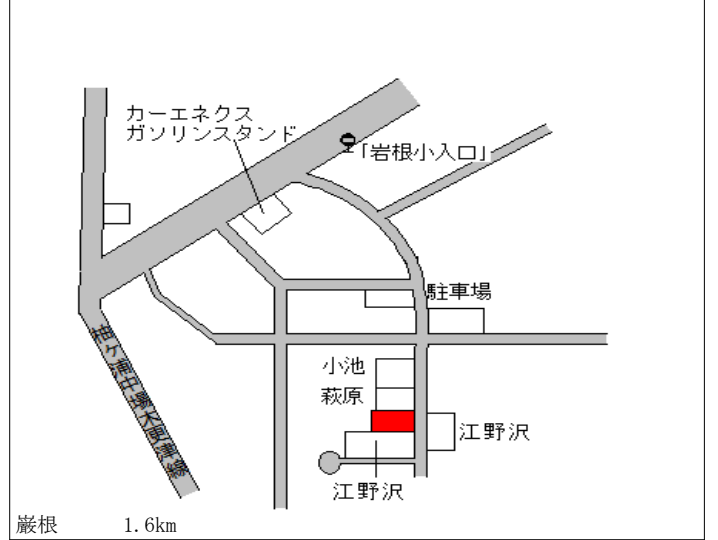 カーエネクス
ガソリンスタンド
「岩根小入口」
駐車場
小池
萩原
江野沢
江野沢
袖ケ浦中場木更津線
巌根 1.6km